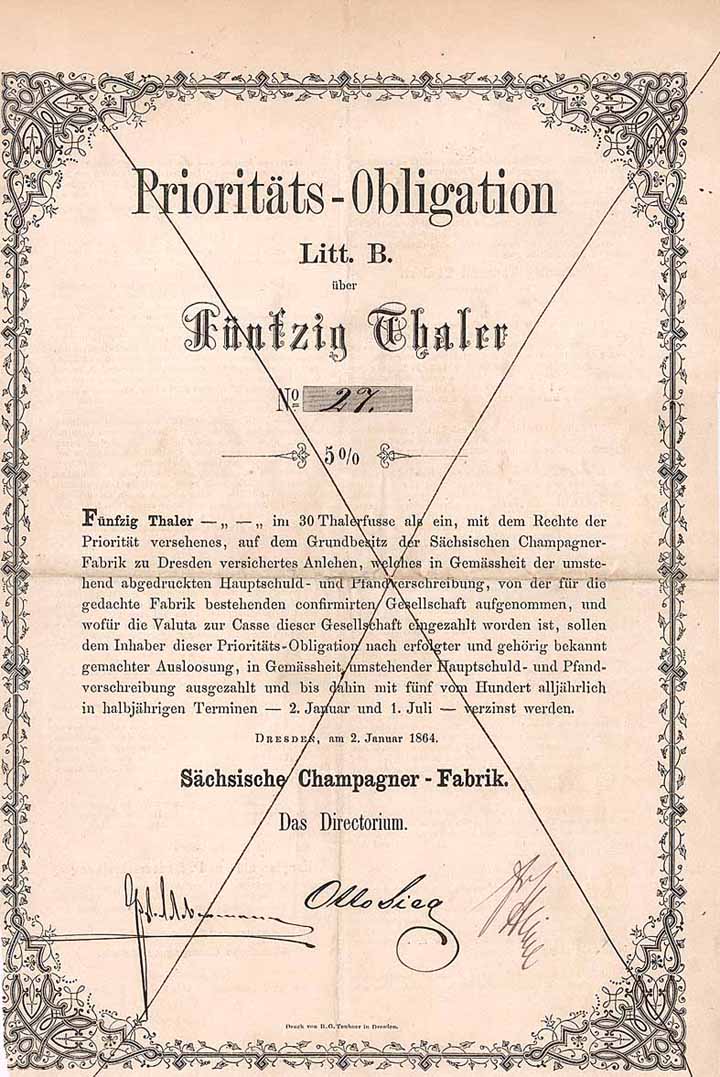 Prioritäts-Obligation
Litt. B.
über
Fünfzig Thaler
No 27.
5%
Fünfzig Thaler — „ — „ im 30 Thalerfusse als ein, mit dem Rechte der
Priorität versehenes, auf dem Grundbesitz der Sächsischen Champagner-
Fabrik zu Dresden versichertes Anlehen, welches in Gemässheit der umste-
hend abgedruckten Hauptschuld- und Pfandverschreibung, von der für die
gedachte Fabrik bestehenden confirmirten Gesellschaft aufgenommen, und
wofür die Valuta zur Casse dieser Gesellschaft eingezahlt worden ist, sollen
dem Inhaber dieser Prioritäts-Obligation nach erfolgter und gehörig bekannt
gemachter Ausloosung, in Gemässheit umstehender Hauptschuld- und Pfand-
verschreibung ausgezahlt und bis dahin mit fünf vom Hundert alljährlich
in halbjährigen Terminen — 2. Januar und 1. Juli — verzinst werden.
Dresden, am 2. Januar 1864.
Sächsische Champagner-Fabrik.
Das Directorium.
Otto Sieg
Druck von B. G. Teubner in Dresden.